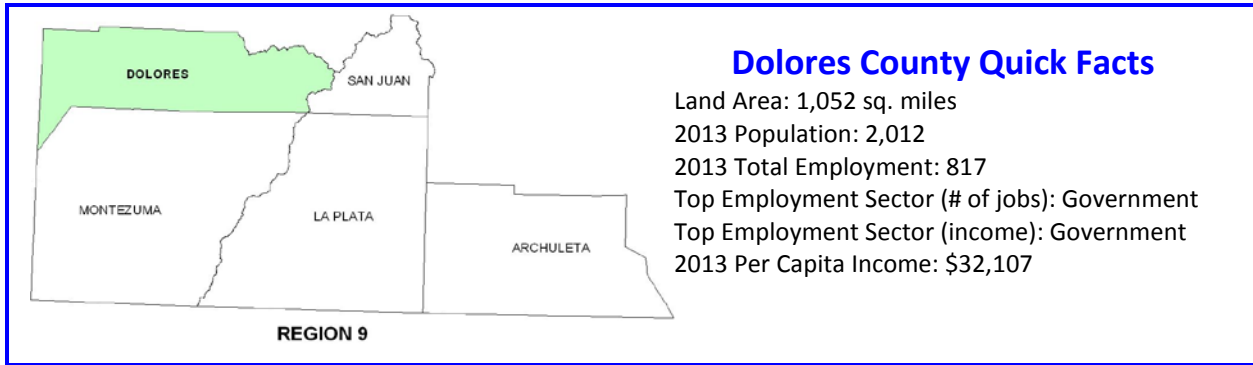 DOLORES
SAN JUAN
MONTEZUMA
LA PLATA
ARCHULETA
REGION 9
Dolores County Quick Facts
Land Area: 1,052 sq. miles
2013 Population: 2,012
2013 Total Employment: 817
Top Employment Sector (# of jobs): Government
Top Employment Sector (income): Government
2013 Per Capita Income: $32,107